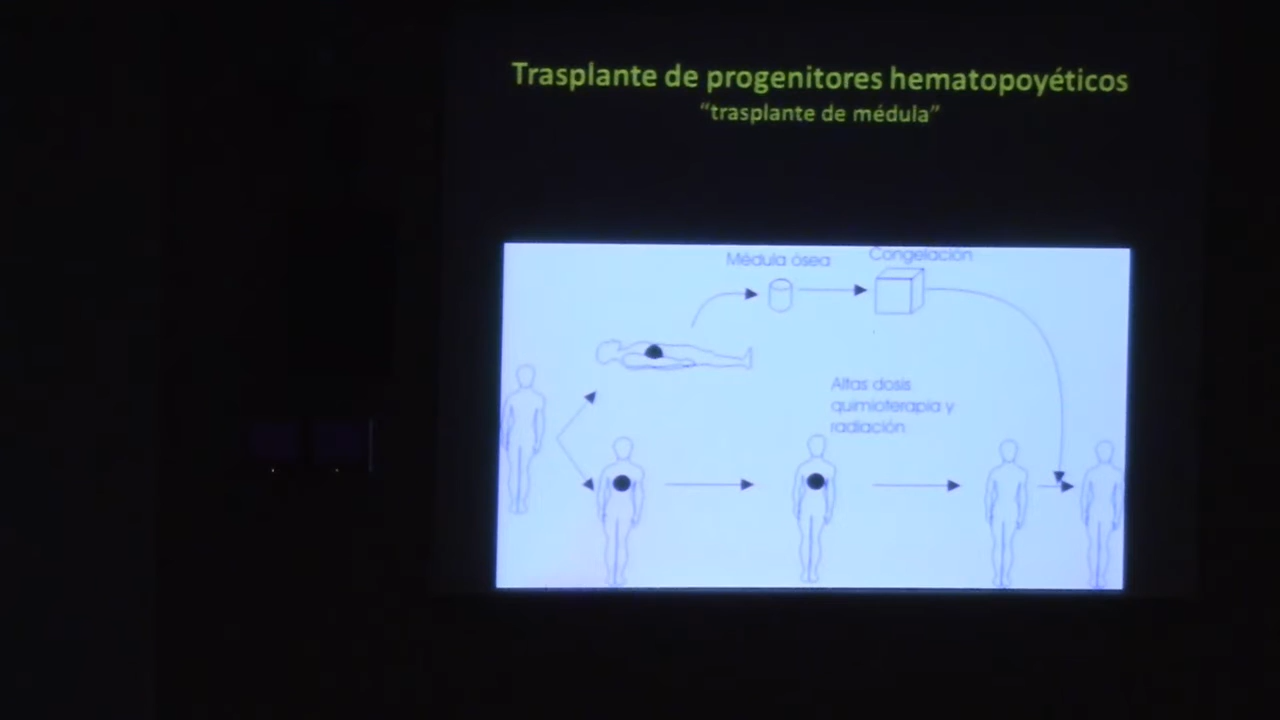 Trasplante de progenitores hematopoyéticos
"trasplante de médula"
Médula ósea
Congelación
Altas dosis
quimioterapia y
radiación